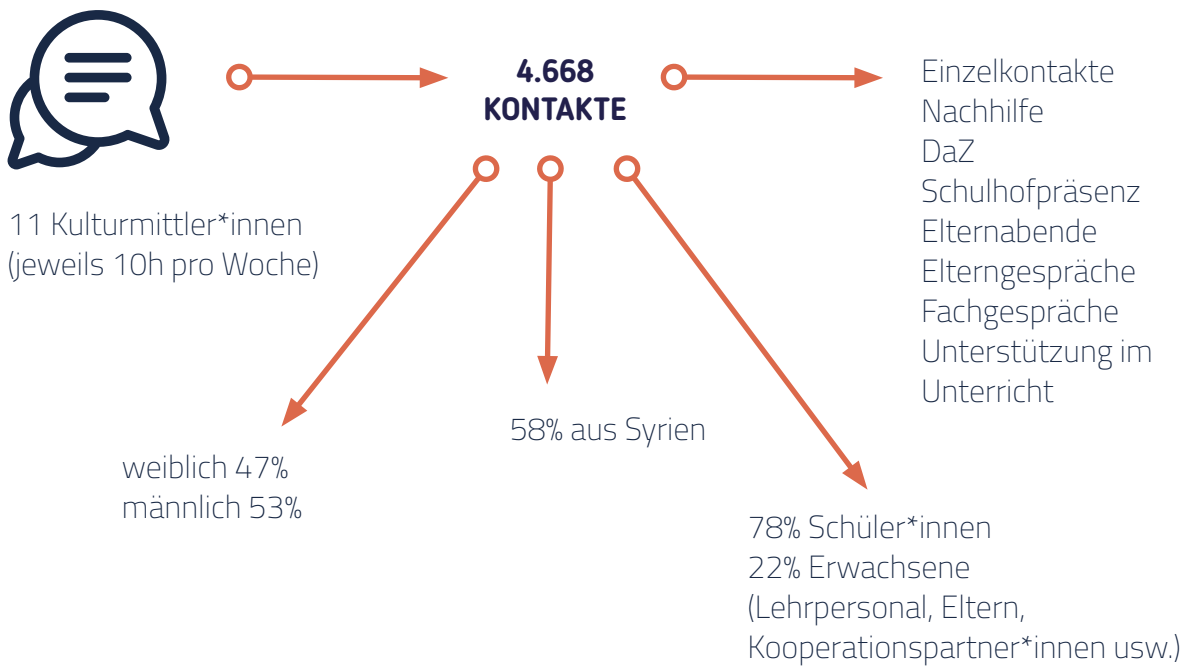 11 Kulturmittler*innen
(jeweils 10h pro Woche)
4.668
KONTAKTE
Einzelkontakte
Nachhilfe
DaZ
Schulhofpräsenz
Elternabende
Elterngespräche
Fachgespräche
Unterstützung im
Unterricht
weiblich 47%
männlich 53%
58% aus Syrien
78% Schüler*innen
22% Erwachsene
(Lehrpersonal, Eltern,
Kooperationspartner*innen usw.)